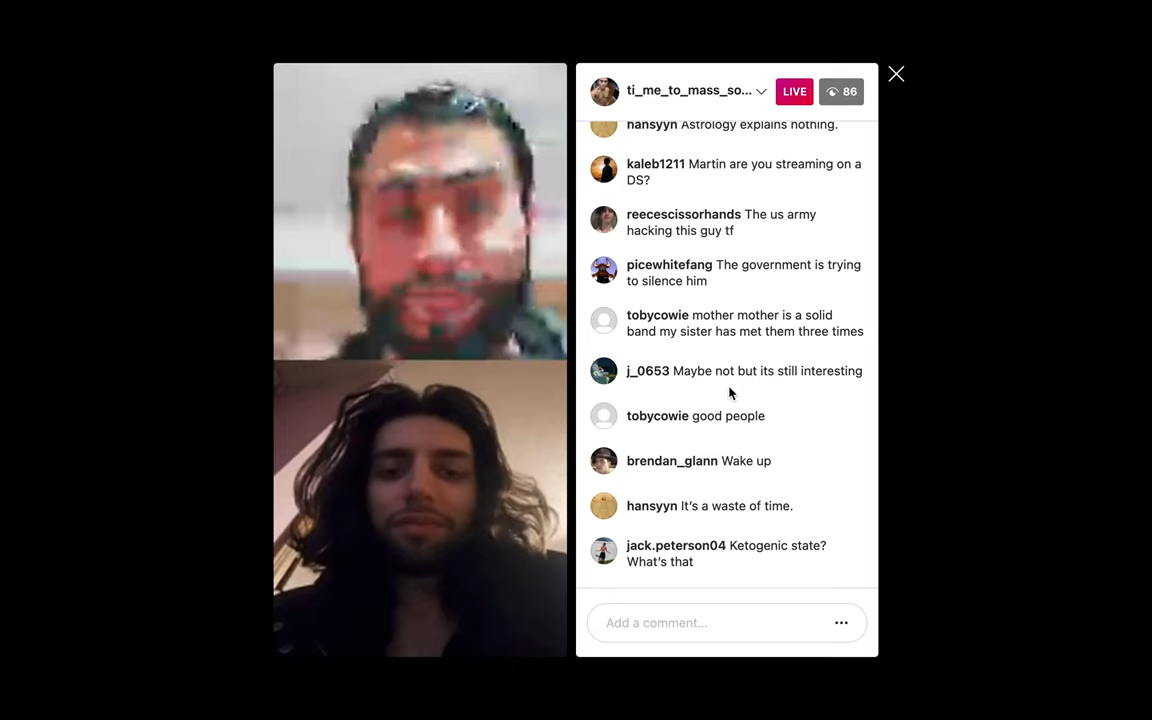 ti_me_to_mass_so...
LIVE
86
hansyyn Astrology explains nothing.
kaleb1211 Martin are you streaming on a
DS?
reecescissorhands The us army
hacking this guy tf
picewhitefang The government is trying
to silence him
tobycowie mother mother is a solid
band my sister has met them three times
j_0653 Maybe not but its still interesting
tobycowie good people
brendan_glann Wake up
hansyyn It's a waste of time.
jack.peterson04 Ketogenic state?
What's that
Add a comment...